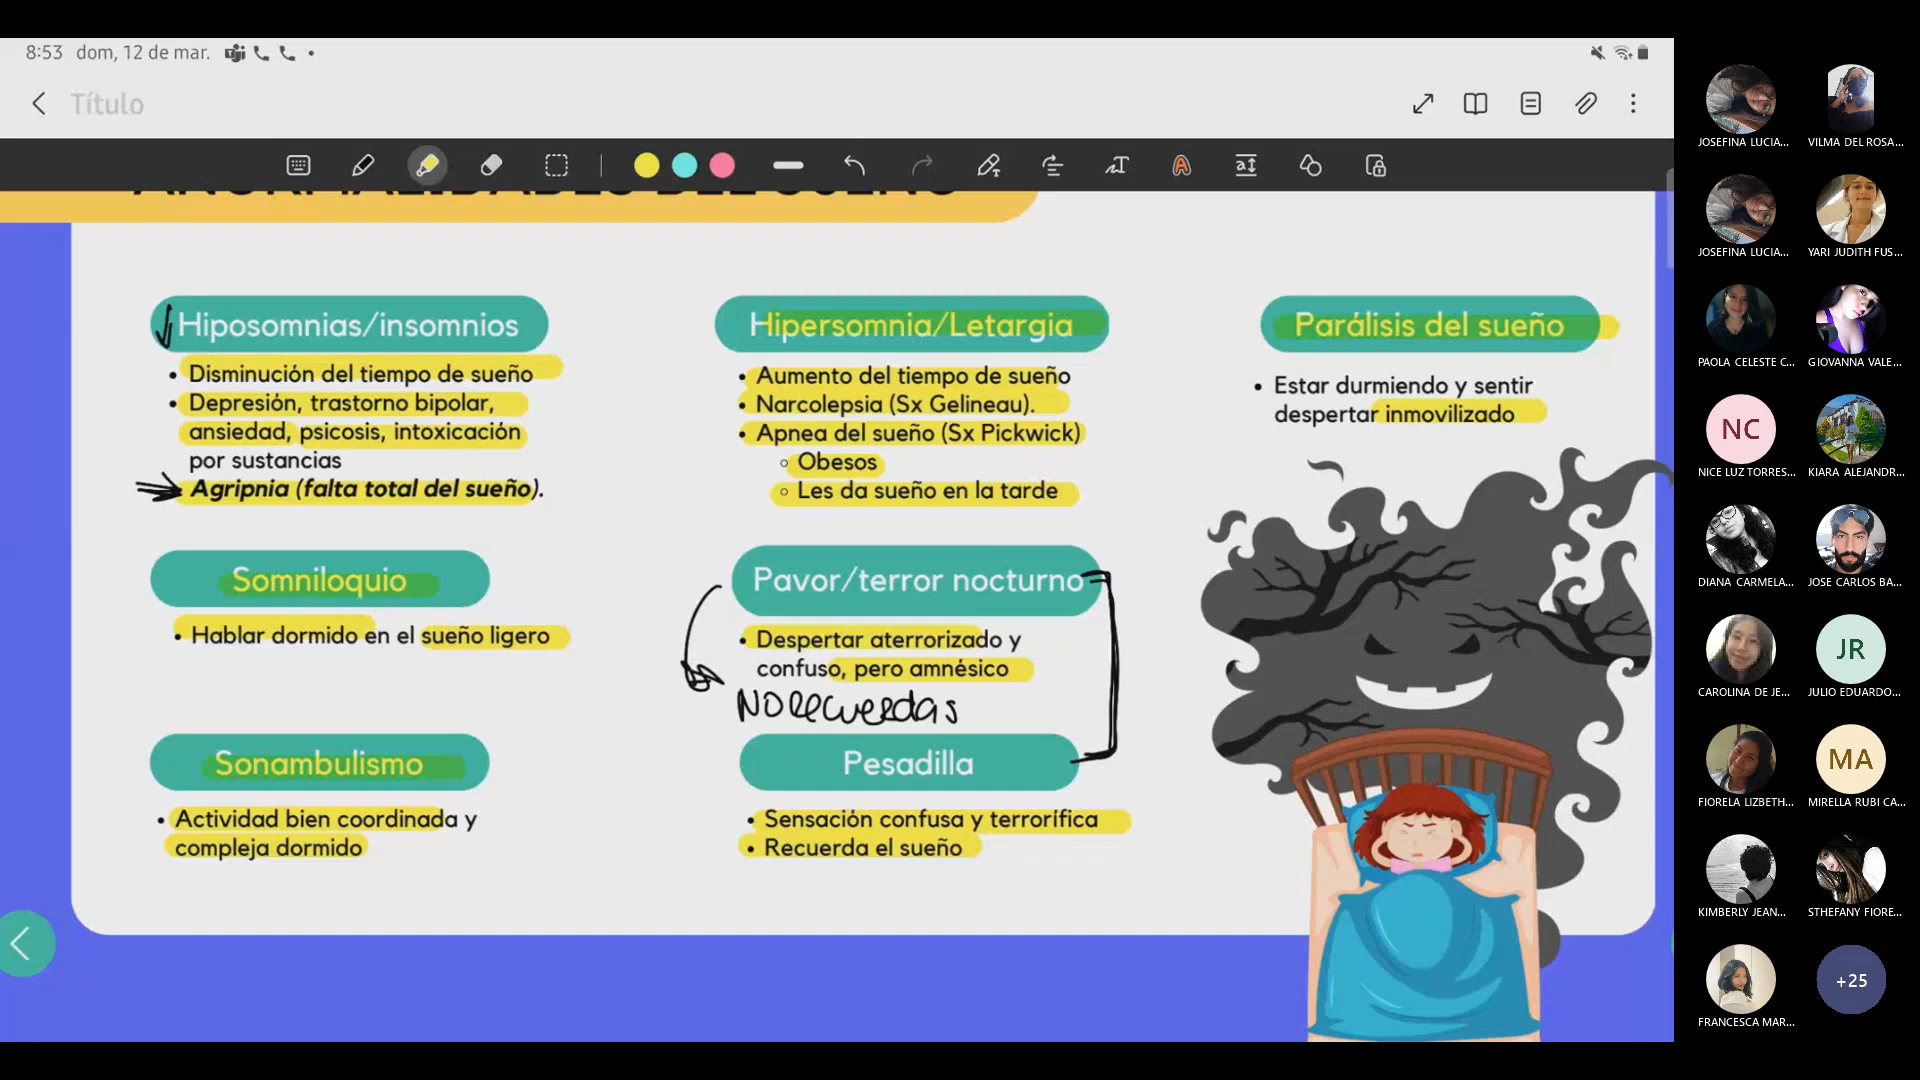 8:53 dom, 12 de mar.
Título
ANORMALIDADES DEL SUEÑO
Hiposomnias/insomnios
• Disminución del tiempo de sueño
• Depresión, trastorno bipolar,
ansiedad, psicosis, intoxicación
por sustancias
Agripnia (falta total del sueño).
Somniloquio
• Hablar dormido en el sueño ligero
Sonambulismo
• Actividad bien coordinada y
compleja dormido
Hipersomnia/Letargia
• Aumento del tiempo de sueño
• Narcolepsia (Sx Gelineau).
• Apnea del sueño (Sx Pickwick)
○ Obesos
○ Les da sueño en la tarde
Pavor/terror nocturno
• Despertar aterrorizado y
confuso, pero amnésico
NO recuerdas
Pesadilla
• Sensación confusa y terrorífica
• Recuerda el sueño
Parálisis del sueño
• Estar durmiendo y sentir
despertar inmovilizado
JOSEFINA LUCIA...
VILMA DEL ROSA...
JOSEFINA LUCIA...
YARI JUDITH FUS...
PAOLA CELESTE C...
GIOVANNA VALE...
NC
NICE LUZ TORRES...
KIARA ALEJANDR...
DIANA CARMELA...
JOSE CARLOS BA...
CAROLINA DE JE...
JR
JULIO EDUARDO...
FIORELA LIZBETH...
MA
MIRELLA RUBI CA...
KIMBERLY JEAN...
STHEFANY FIORE...
FRANCESCA MAR...
+25